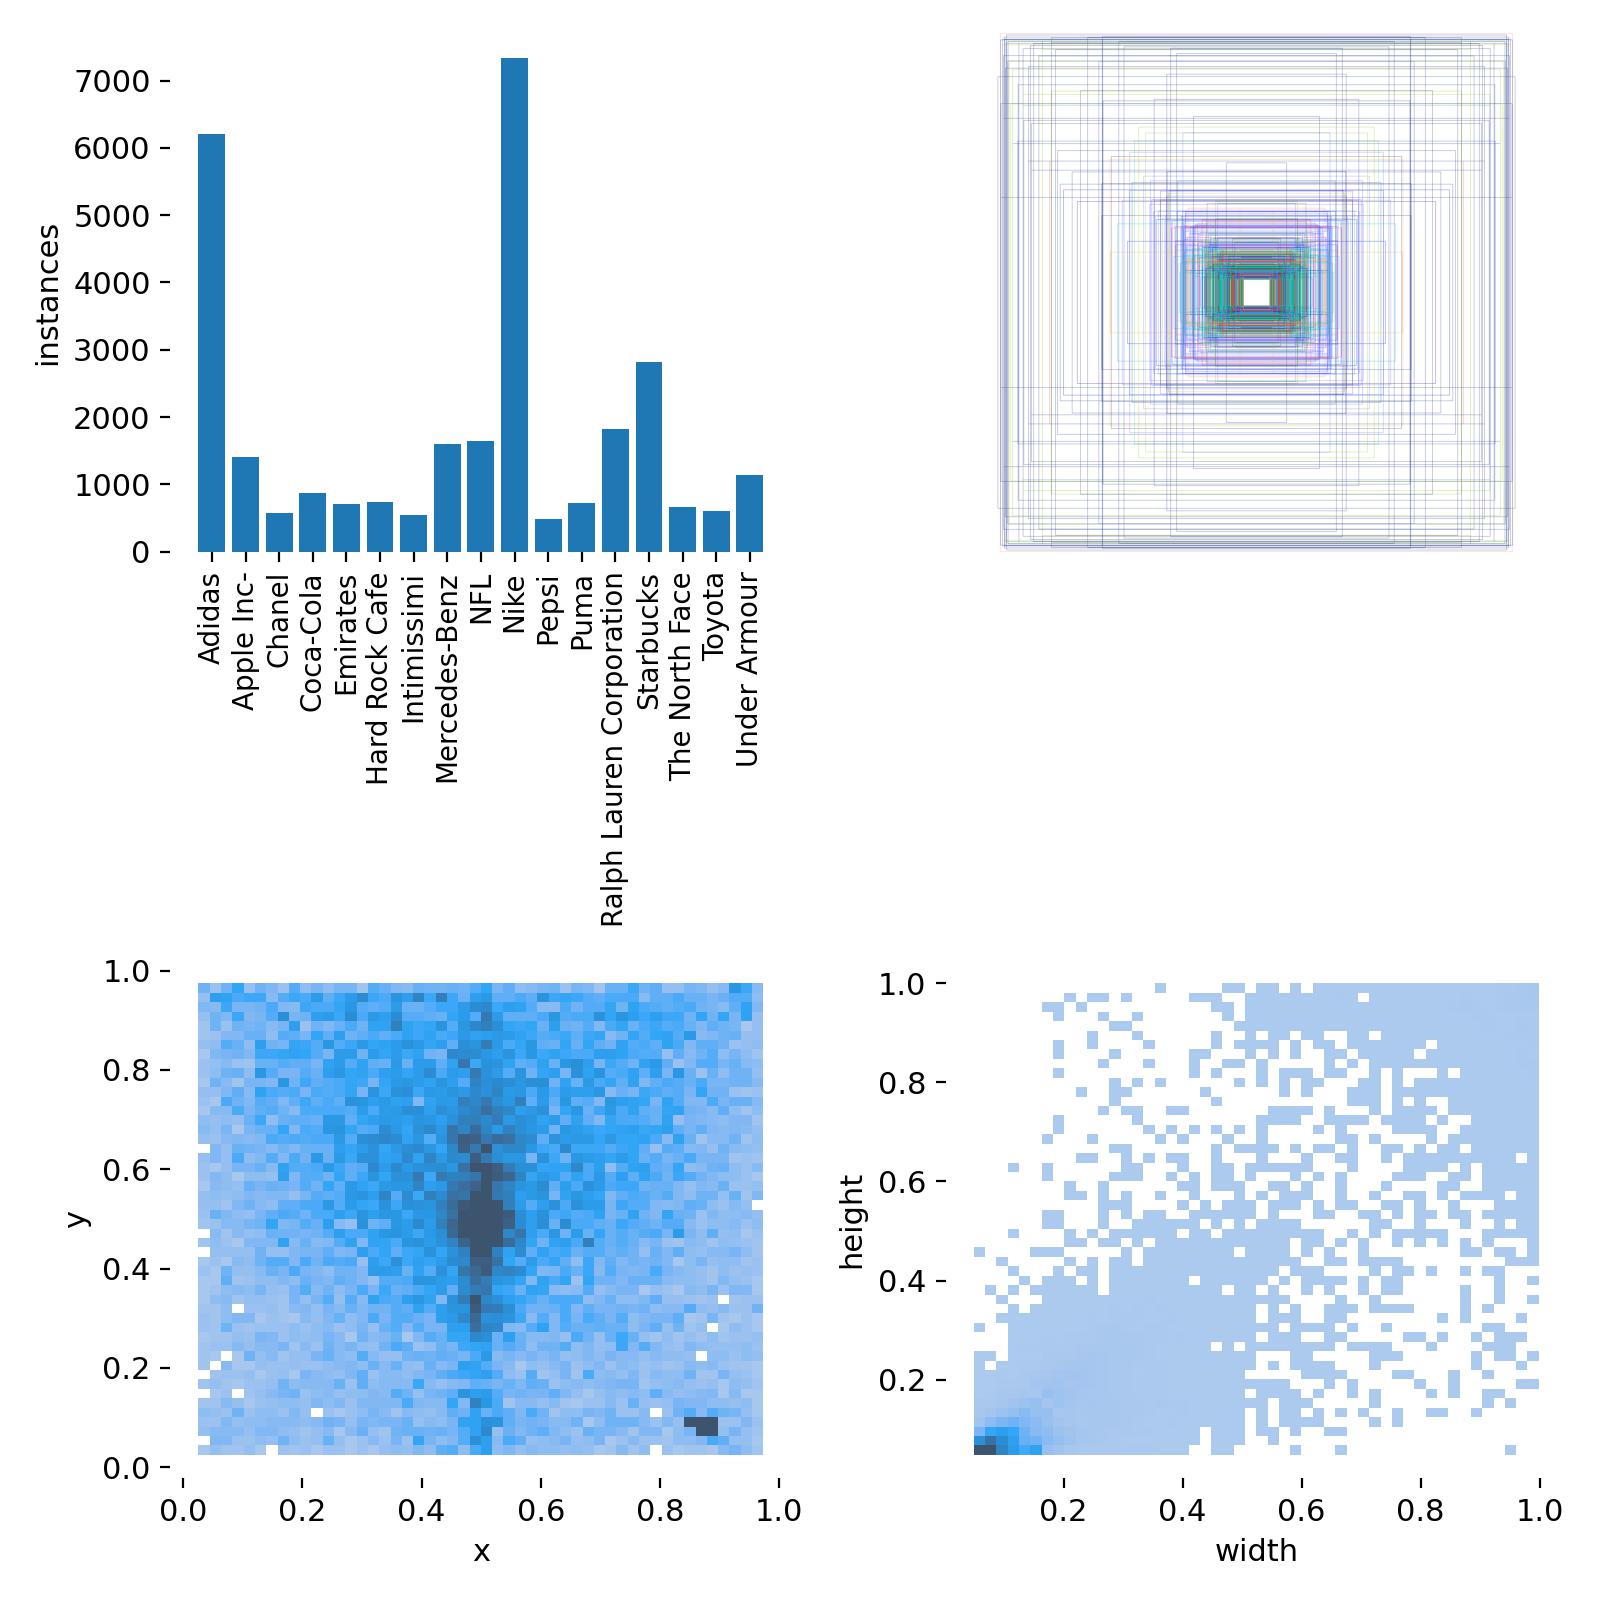 7000
6000
5000
4000
3000
2000
1000
0
instances
Adidas
Apple Inc-
Chanel
Coca-Cola
Emirates
Hard Rock Cafe
Intimissimi
Mercedes-Benz
NFL
Nike
Pepsi
Puma
Ralph Lauren Corporation
Starbucks
The North Face
Toyota
Under Armour
1.0
0.8
0.6
0.4
0.2
0.0
y
0.0 0.2 0.4 0.6 0.8 1.0
x
1.0
0.8
0.6
0.4
0.2
height
0.2 0.4 0.6 0.8 1.0
width